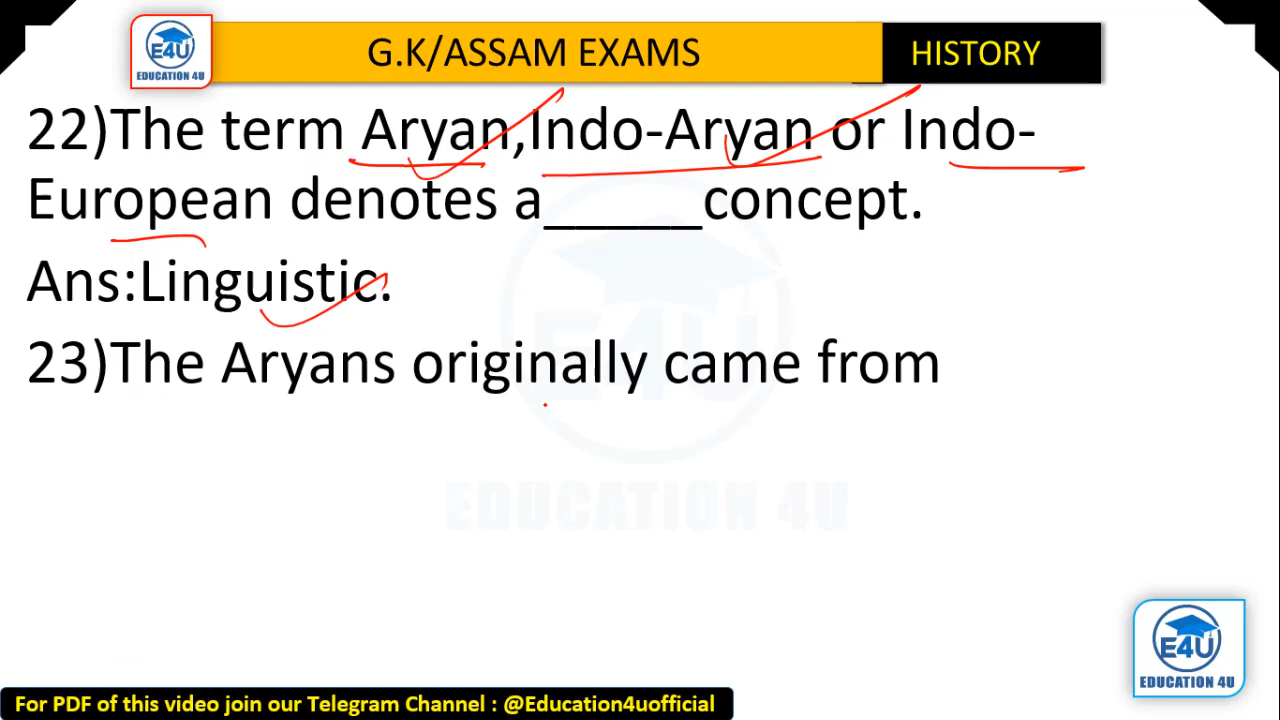 E4U
EDUCATION 4U
G.K/ASSAM EXAMS
HISTORY
22)The term Aryan,Indo-Aryan or Indo-
European denotes a______concept.
Ans:Linguistic.
23)The Aryans originally came from
E4U
EDUCATION 4U
E4U
EDUCATION 4U
For PDF of this video join our Telegram Channel : @Education4uofficial